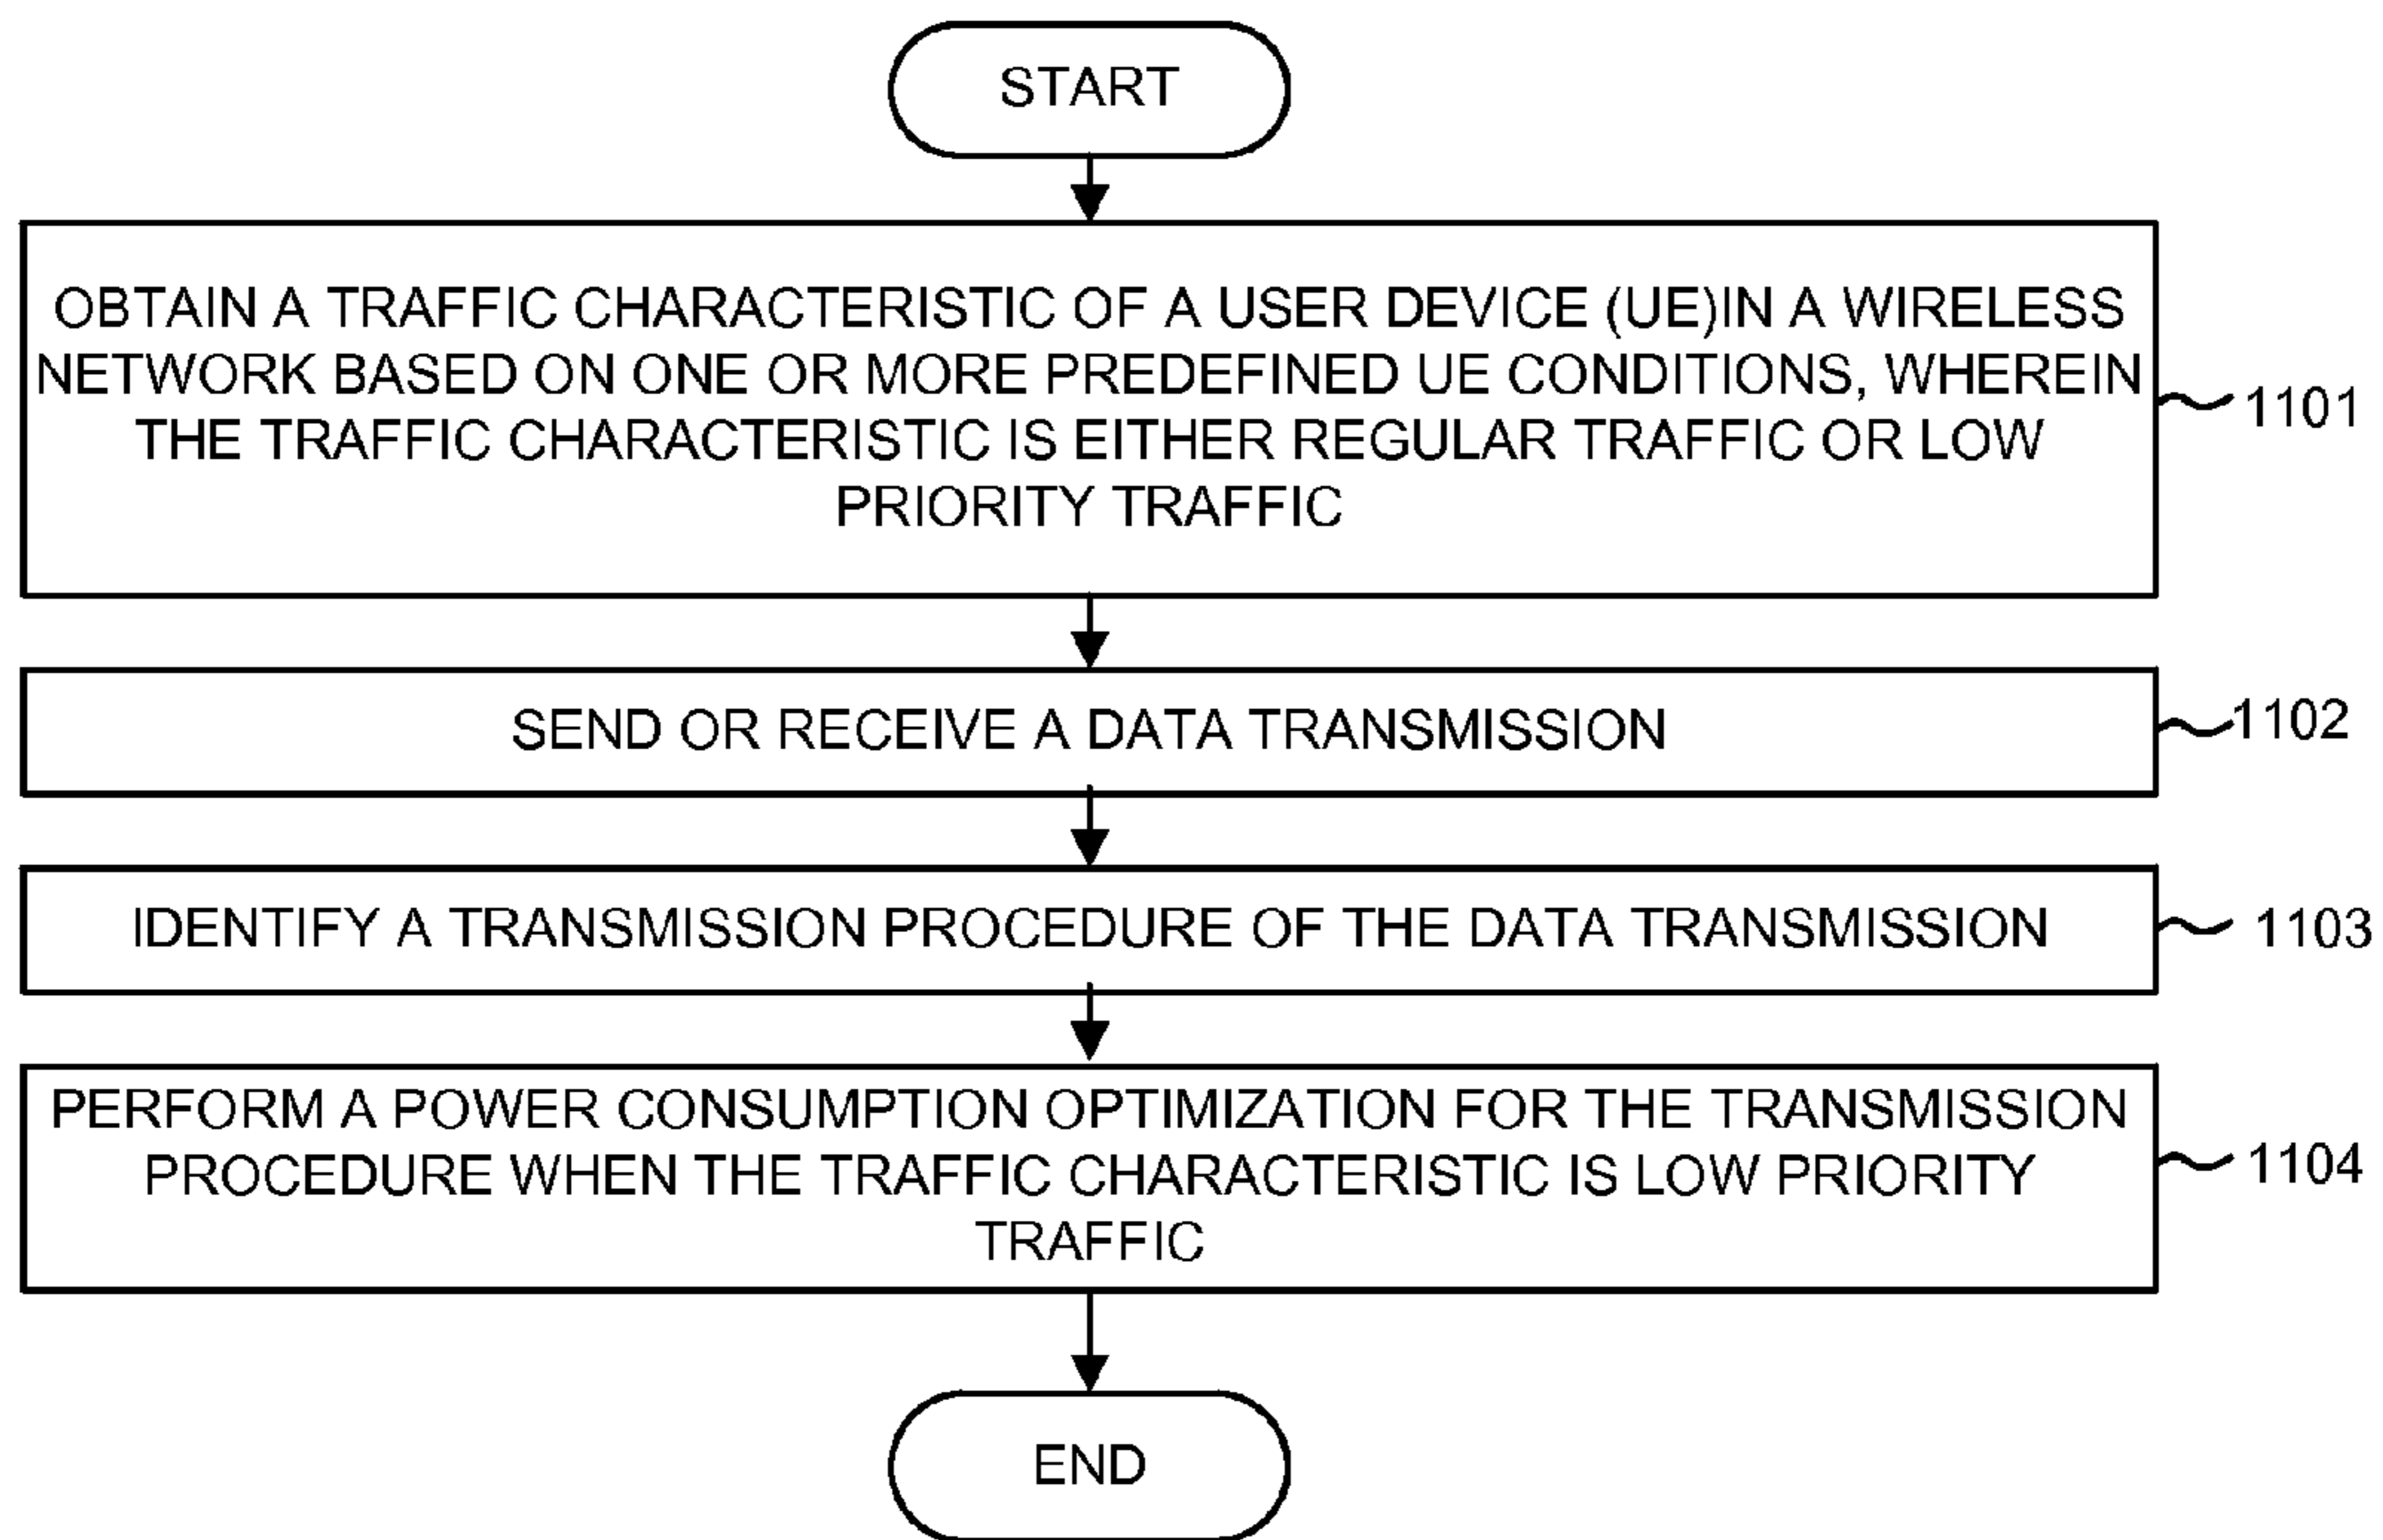 START
OBTAIN A TRAFFIC CHARACTERISTIC OF A USER DEVICE (UE)IN A WIRELESS
NETWORK BASED ON ONE OR MORE PREDEFINED UE CONDITIONS, WHEREIN
THE TRAFFIC CHARACTERISTIC IS EITHER REGULAR TRAFFIC OR LOW
PRIORITY TRAFFIC
1101
SEND OR RECEIVE A DATA TRANSMISSION
1102
IDENTIFY A TRANSMISSION PROCEDURE OF THE DATA TRANSMISSION
1103
PERFORM A POWER CONSUMPTION OPTIMIZATION FOR THE TRANSMISSION
PROCEDURE WHEN THE TRAFFIC CHARACTERISTIC IS LOW PRIORITY
TRAFFIC
1104
END